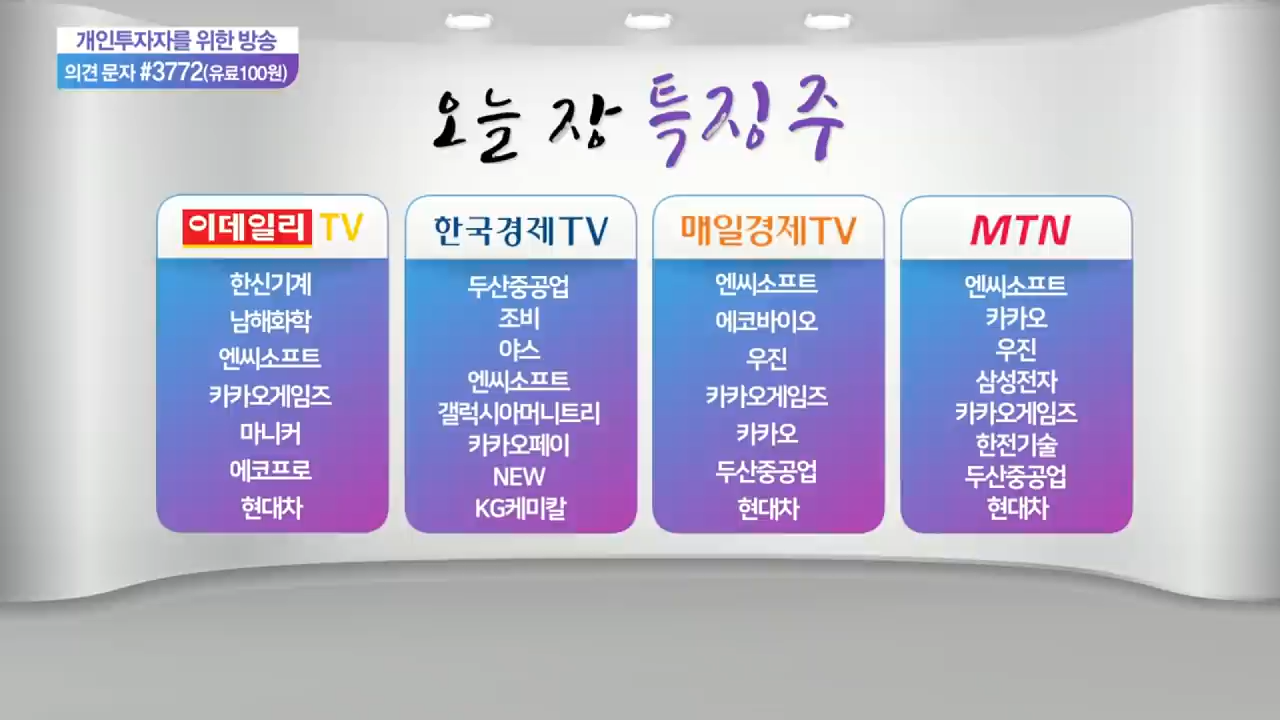 개인투자자를 위한 방송
의견 문자 #3772(유료100원)
오늘 장 특징주
이데일리 TV
한신기계
남해화학
엔씨소프트
카카오게임즈
마니커
에코프로
현대차
한국경제TV
두산중공업
조비
야스
엔씨소프트
갤럭시아머니트리
카카오페이
NEW
KG케미칼
매일경제TV
엔씨소프트
에코바이오
우진
카카오게임즈
카카오
두산중공업
현대차
MTN
엔씨소프트
카카오
우진
삼성전자
카카오게임즈
한전기술
두산중공업
현대차